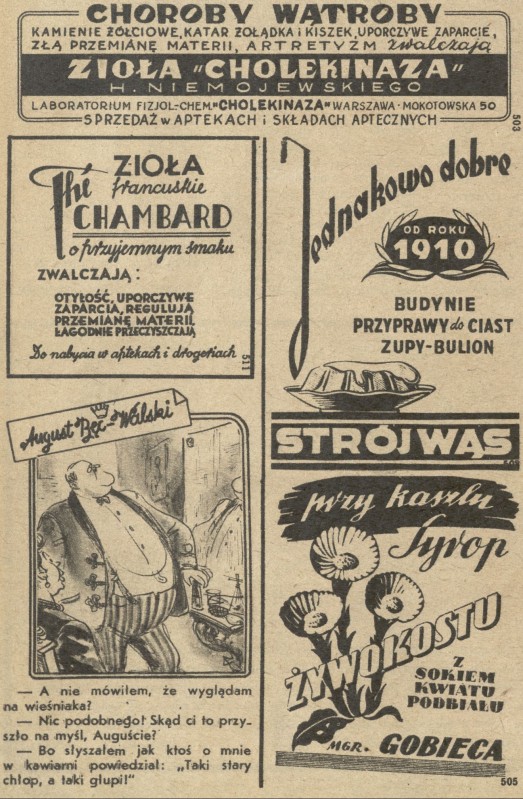 CHOROBY WĄTROBY
KAMIENIE ŻÓŁCIOWE, KATAR ŻOŁĄDKA i KISZEK, UPORCZYWE ZAPARCIE,
ZŁĄ PRZEMIANĘ MATERII, ARTRETYZM zwalczają
ZIOŁA "CHOLEKINAZA"
H. NIEMOJEWSKIEGO
LABORATORIUM FIZJOL-CHEM. "CHOLEKINAZA" WARSZAWA · MOKOTOWSKA 50
SPRZEDAŻ w APTEKACH i SKŁADACH APTECZNYCH
503
ZIOŁA
francuskie
Thé
CHAMBARD
o przyjemnym smaku
ZWALCZAJĄ:
OTYŁOŚĆ, UPORCZYWE
ZAPARCIA, REGULUJĄ
PRZEMIANĘ MATERII,
ŁAGODNIE PRZECZYSZCZAJĄ
Do nabycia w aptekach i drogeriach
511
August Bęc-Walski
— A nie mówiłem, że wyglądam
na wieśniaka?
— Nic podobnego! Skąd ci to przy-
szło na myśl, Auguście?
— Bo słyszałem jak ktoś o mnie
w kawiarni powiedział: „Taki stary
chłop, a taki głupi!"
Jednakowo dobre
OD ROKU
1910
BUDYNIE
PRZYPRAWY do CIAST
ZUPY-BULION
STRÓJWĄS
przy kaszlu
Syrop
ŻYWOKOSTU
Z
SOKIEM
KWIATU
PODBIAŁU
MGR. GOBIECA
505